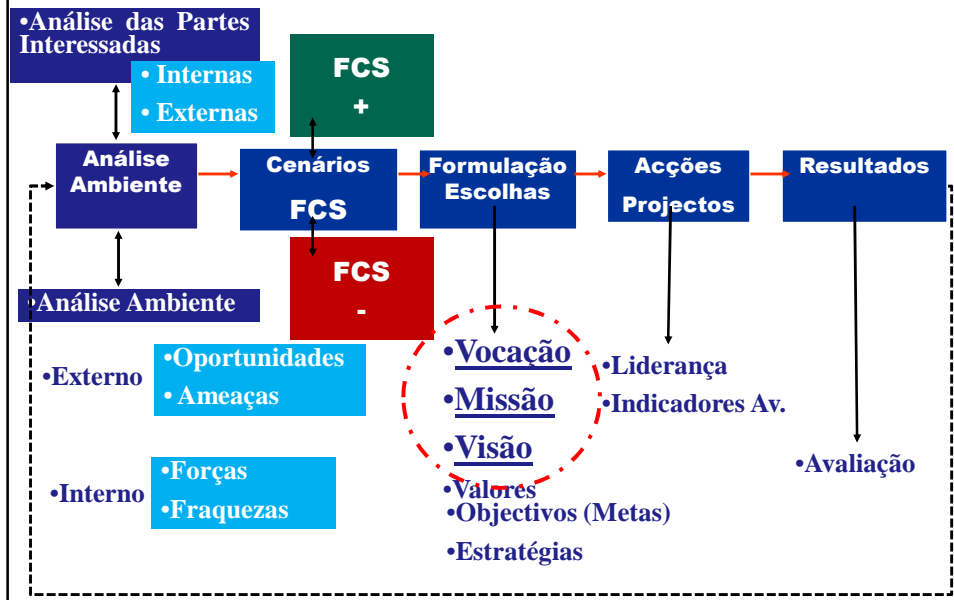 •Análise das Partes
Interessadas
• Internas
• Externas
FCS
+
Análise
Ambiente
Cenários
FCS
Formulação
Escolhas
Acções
Projectos
Resultados
FCS
-
•Análise Ambiente
•Externo
•Oportunidades
•Ameaças
•Interno
•Forças
•Fraquezas
•Vocação
•Missão
•Visão
•Valores
•Objectivos (Metas)
•Estratégias
•Liderança
•Indicadores Av.
•Avaliação